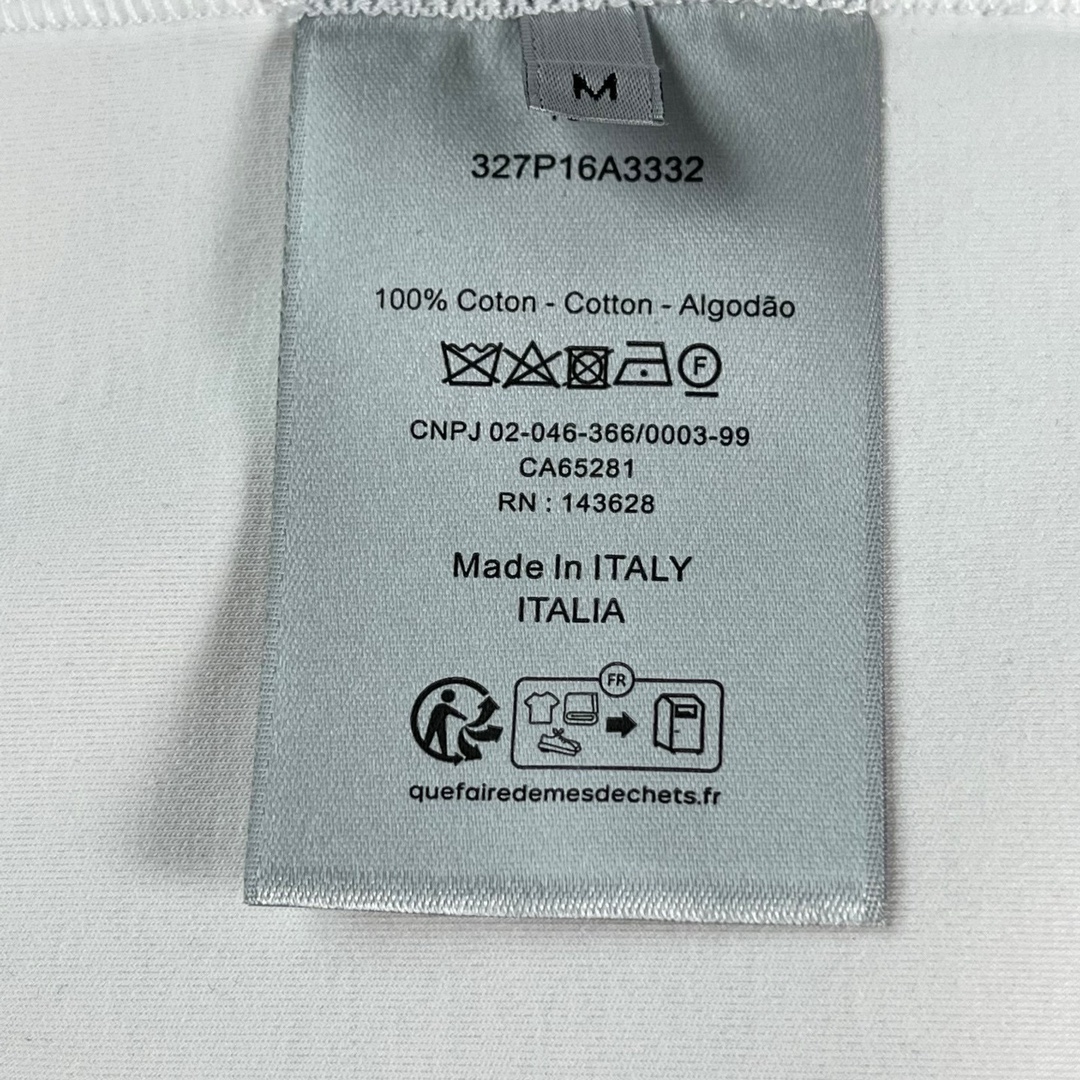 M
327P16A3332
100% Coton - Cotton - Algodão
F
CNPJ 02-046-366/0003-99
CA65281
RN : 143628
Made In ITALY
ITALIA
FR
quefairedemesdechets.fr